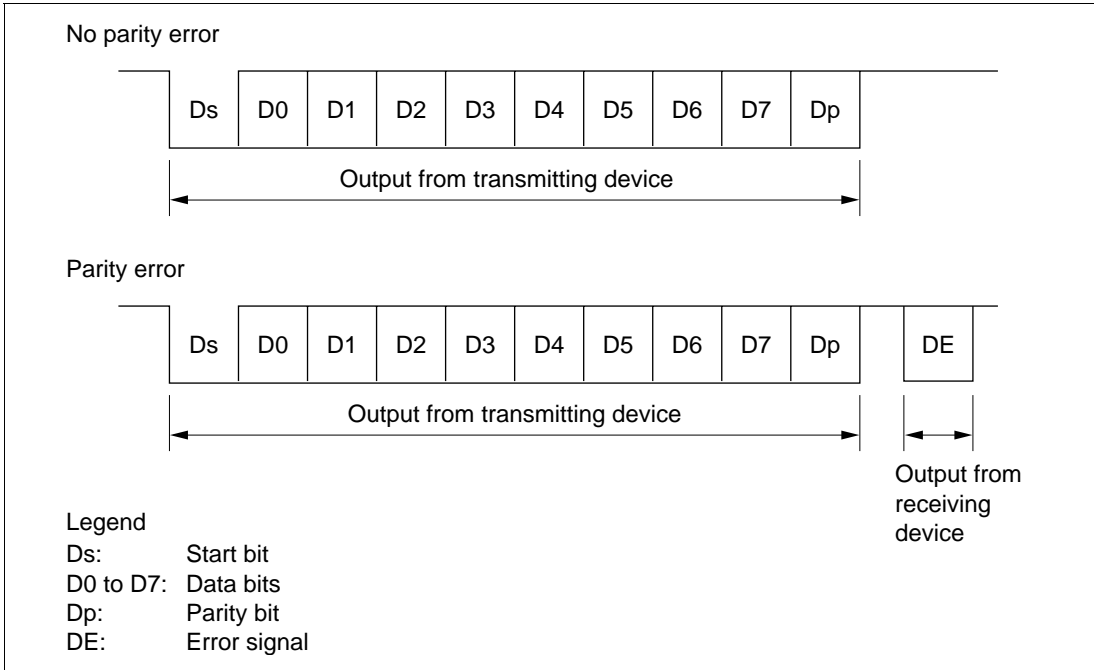 No parity error
Ds D0 D1 D2 D3 D4 D5 D6 D7 Dp
Output from transmitting device
Parity error
Ds D0 D1 D2 D3 D4 D5 D6 D7 Dp DE
Output from transmitting device
Output from
receiving
device
Legend
Ds: Start bit
D0 to D7: Data bits
Dp: Parity bit
DE: Error signal